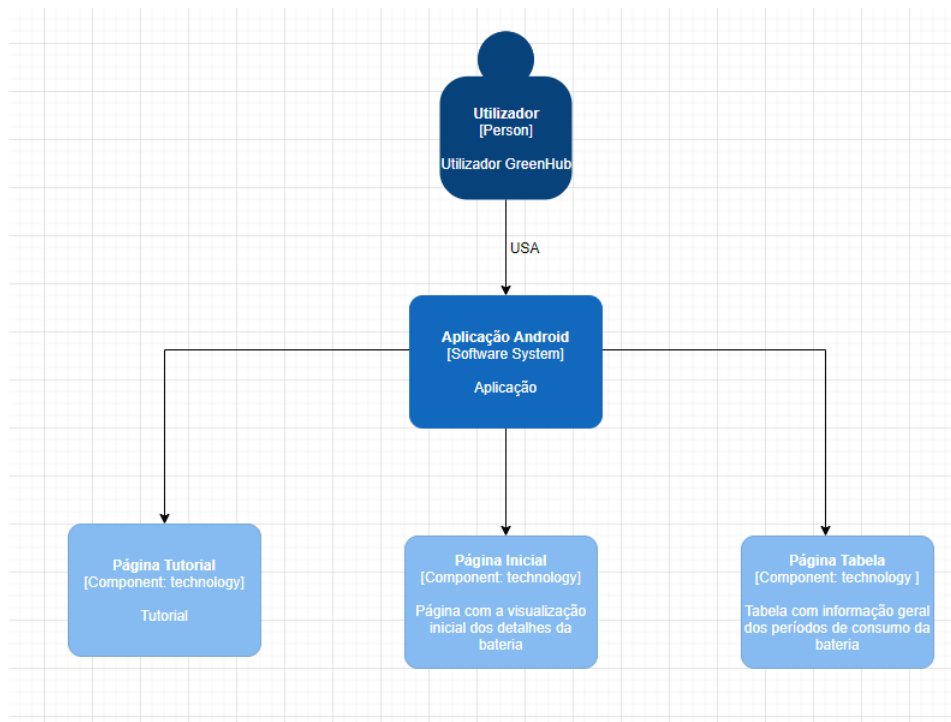 Utilizador
[Person]
Utilizador GreenHub
USA
Aplicação Android
[Software System]
Aplicação
Página Tutorial
[Component: technology]
Tutorial
Página Inicial
[Component: technology]
Página com a visualização
inicial dos detalhes da
bateria
Página Tabela
[Component: technology ]
Tabela com informação geral
dos períodos de consumo da
bateria